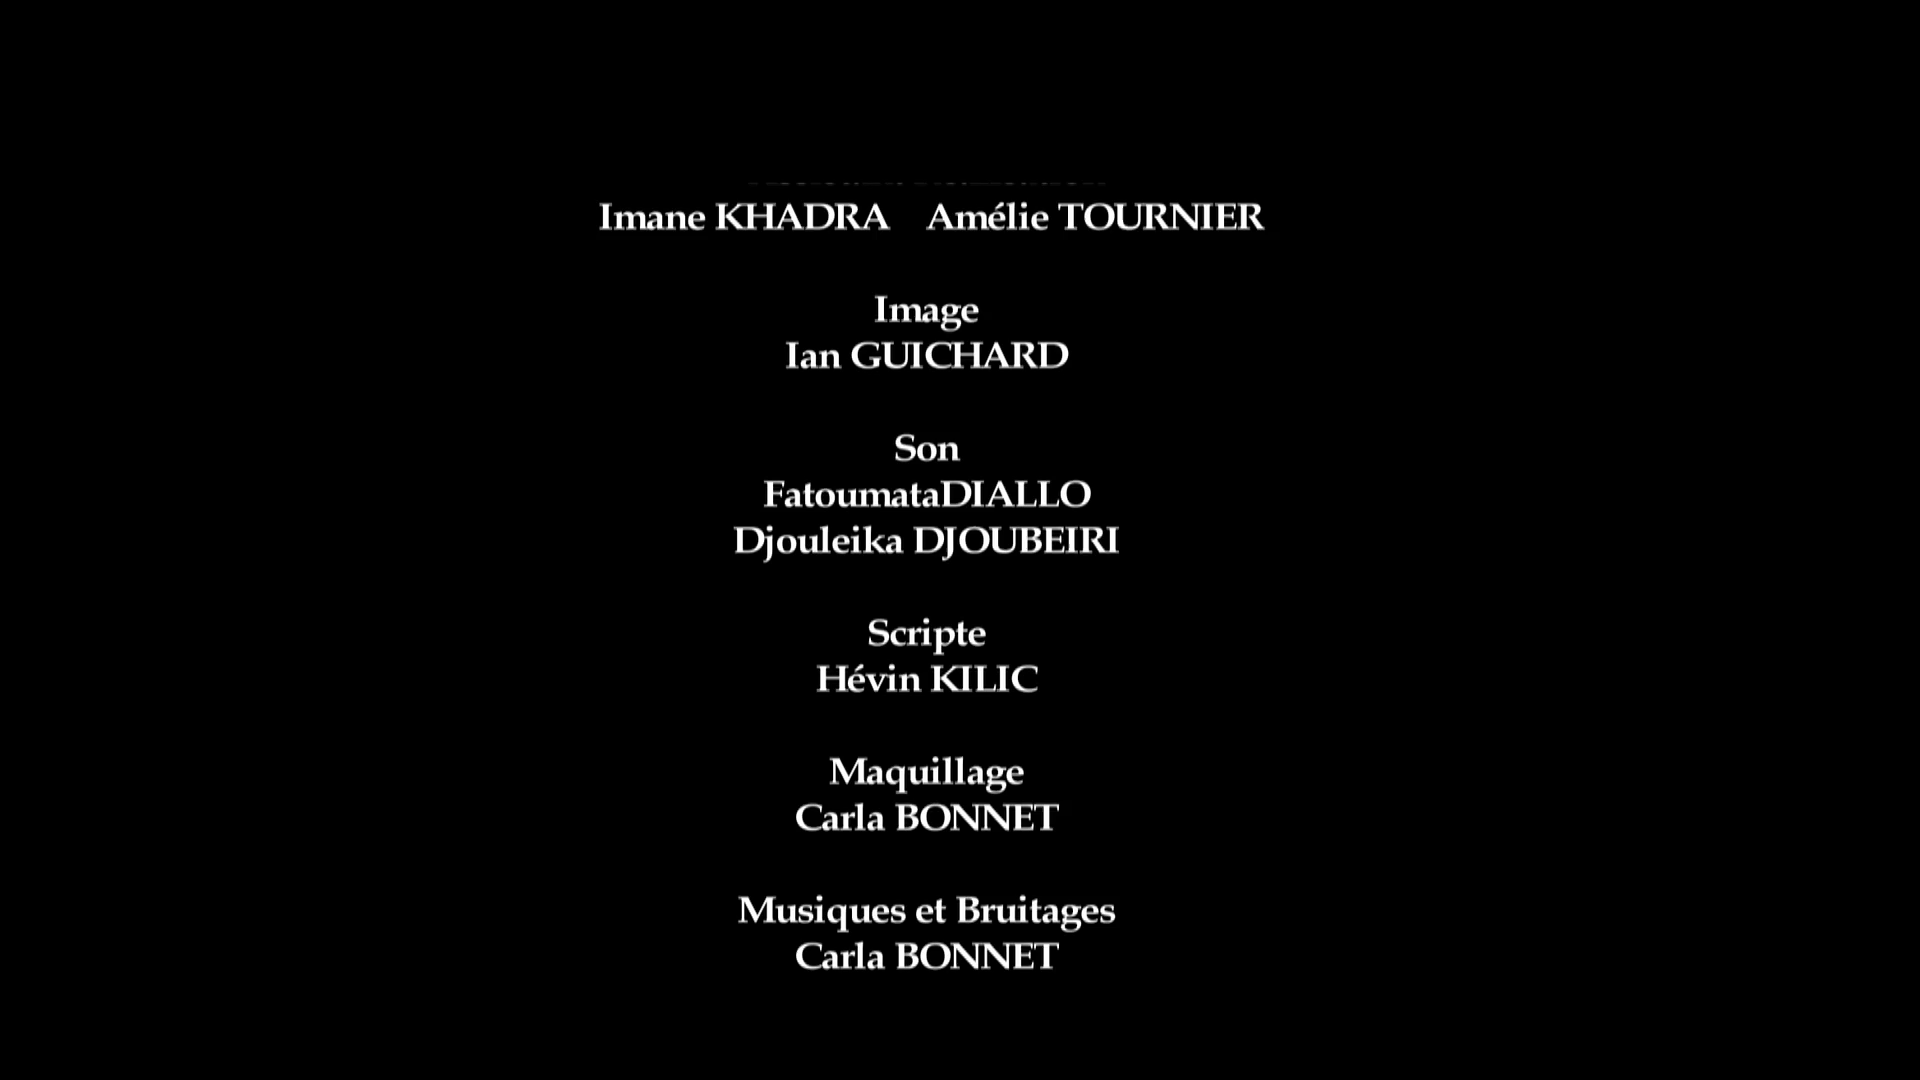 Imane KHADRA Amélie TOURNIER
Image
Ian GUICHARD
Son
FatoumataDIALLO
Djouleika DJOUBEIRI
Scripte
Hévin KILIC
Maquillage
Carla BONNET
Musiques et Bruitages
Carla BONNET